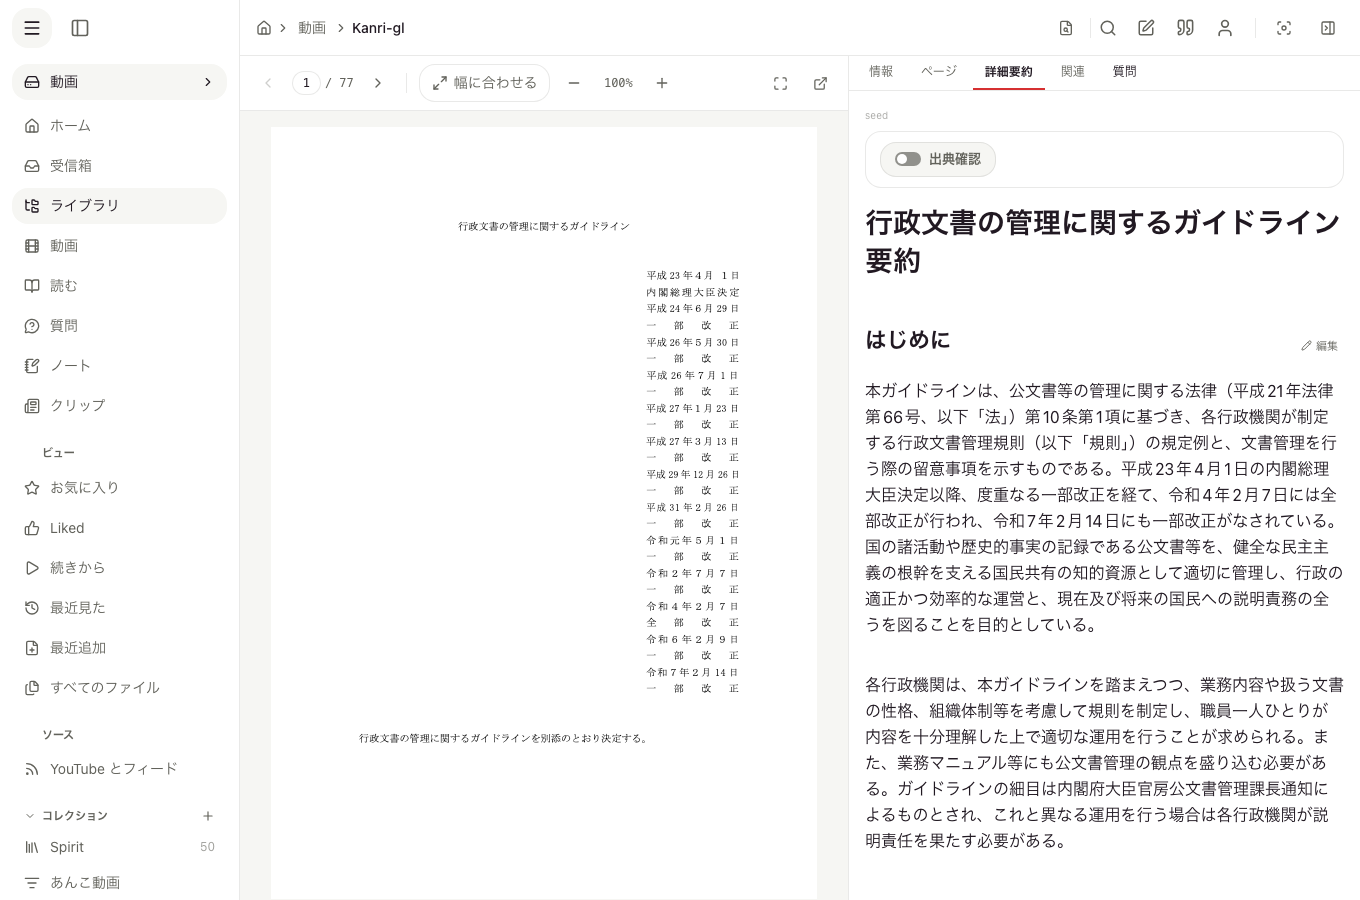 動画
ホーム
受信箱
ライブラリ
動画
読む
質問
ノート
クリップ
ビュー
お気に入り
Liked
続きから
最近見た
最近追加
すべてのファイル
ソース
YouTube とフィード
コレクション
Spirit 50
あんこ動画
動画 Kanri-gl
1 / 77 幅に合わせる 100%
行政文書の管理に関するガイドライン
平成 23 年 4 月 1 日
内閣総理大臣決定
平成 24 年 6 月 29 日
一 部 改 正
平成 26 年 5 月 30 日
一 部 改 正
平成 26 年 7 月 1 日
一 部 改 正
平成 27 年 1 月 23 日
一 部 改 正
平成 27 年 3 月 13 日
一 部 改 正
平成 29 年 12 月 26 日
一 部 改 正
平成 31 年 2 月 26 日
一 部 改 正
令和元年 5 月 1 日
一 部 改 正
令和 2 年 7 月 7 日
一 部 改 正
令和 4 年 2 月 7 日
全 部 改 正
令和 6 年 2 月 9 日
一 部 改 正
令和 7 年 2 月 14 日
一 部 改 正
行政文書の管理に関するガイドラインを別添のとおり決定する。
情報 ページ 詳細要約 関連 質問
seed
出典確認
行政文書の管理に関するガイドライン
要約
はじめに
編集
本ガイドラインは、公文書等の管理に関する法律（平成21年法律
第66号、以下「法」）第10条第1項に基づき、各行政機関が制定
する行政文書管理規則（以下「規則」）の規定例と、文書管理を行
う際の留意事項を示すものである。平成23年4月1日の内閣総理
大臣決定以降、度重なる一部改正を経て、令和4年2月7日には全
部改正が行われ、令和7年2月14日にも一部改正がなされている。
国の諸活動や歴史的事実の記録である公文書等を、健全な民主主
義の根幹を支える国民共有の知的資源として適切に管理し、行政の
適正かつ効率的な運営と、現在及び将来の国民への説明責務の全
うを図ることを目的としている。
各行政機関は、本ガイドラインを踏まえつつ、業務内容や扱う文書
の性格、組織体制等を考慮して規則を制定し、職員一人ひとりが
内容を十分理解した上で適切な運用を行うことが求められる。ま
た、業務マニュアル等にも公文書管理の観点を盛り込む必要があ
る。ガイドラインの細目は内閣府大臣官房公文書管理課長通知に
よるものとされ、これと異なる運用を行う場合は各行政機関が説
明責任を果たす必要がある。